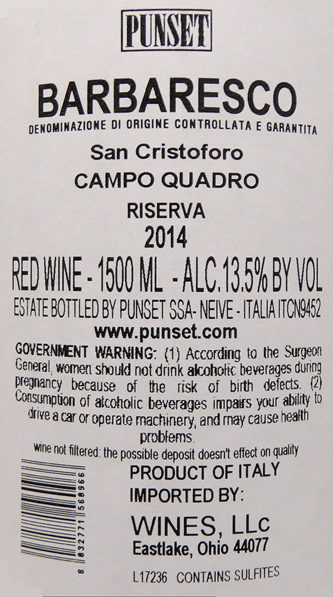 PUNSET
BARBARESCO
DENOMINAZIONE DI ORIGINE CONTROLLATA E GARANTITA
San Cristoforo
CAMPO QUADRO
RISERVA
2014
RED WINE - 1500 ML - ALC.13.5% BY VOL
ESTATE BOTTLED BY PUNSET SSA- NEIVE - ITALIA ITCN9452
www.punset.com
GOVERNMENT WARNING: (1) According to the Surgeon
General, women should not drink alcoholic beverages during
pregnancy because of the risk of birth defects. (2)
Consumption of alcoholic beverages impairs your ability to
drive a car or operate machinery, and may cause health
problems.
wine not filtered: the possible deposit doesn't effect on quality
PRODUCT OF ITALY
IMPORTED BY:
WINES, LLc
Eastlake, Ohio 44077
8 832771 568966
L17236 CONTAINS SULFITES